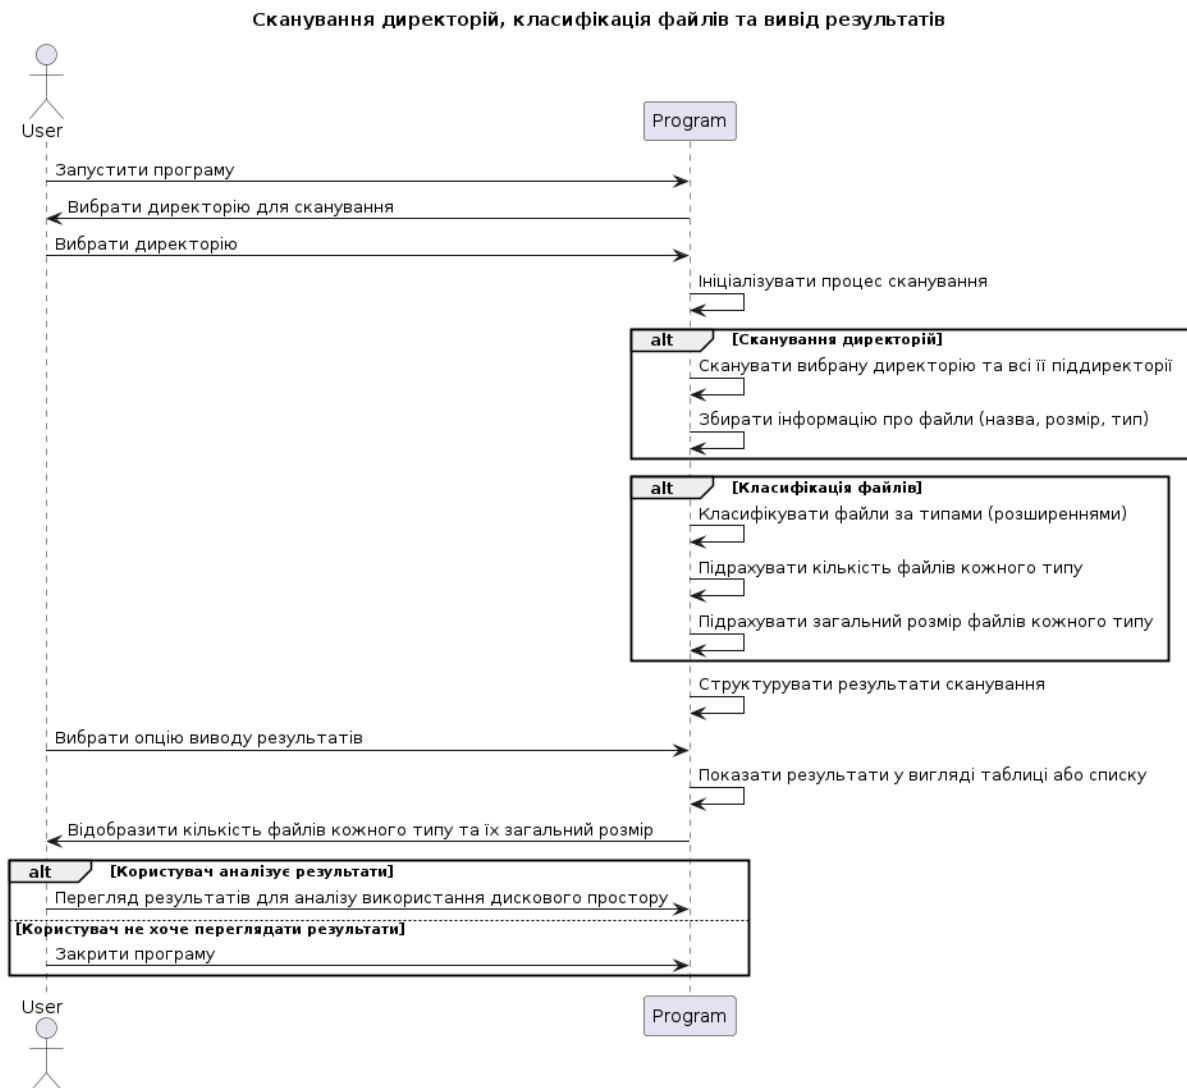 Сканування директорій, класифікація файлів та вивід результатів
User
Program
Запустити програму
Вибрати директорію для сканування
Вибрати директорію
Ініціалізувати процес сканування
alt [Сканування директорій]
Сканувати вибрану директорію та всі її піддиректорії
Збирати інформацію про файли (назва, розмір, тип)
alt [Класифікація файлів]
Класифікувати файли за типами (розширеннями)
Підрахувати кількість файлів кожного типу
Підрахувати загальний розмір файлів кожного типу
Структурувати результати сканування
Вибрати опцію виводу результатів
Показати результати у вигляді таблиці або списку
Відобразити кількість файлів кожного типу та їх загальний розмір
alt [Користувач аналізує результати]
Перегляд результатів для аналізу використання дискового простору
[Користувач не хоче переглядати результати]
Закрити програму
User
Program